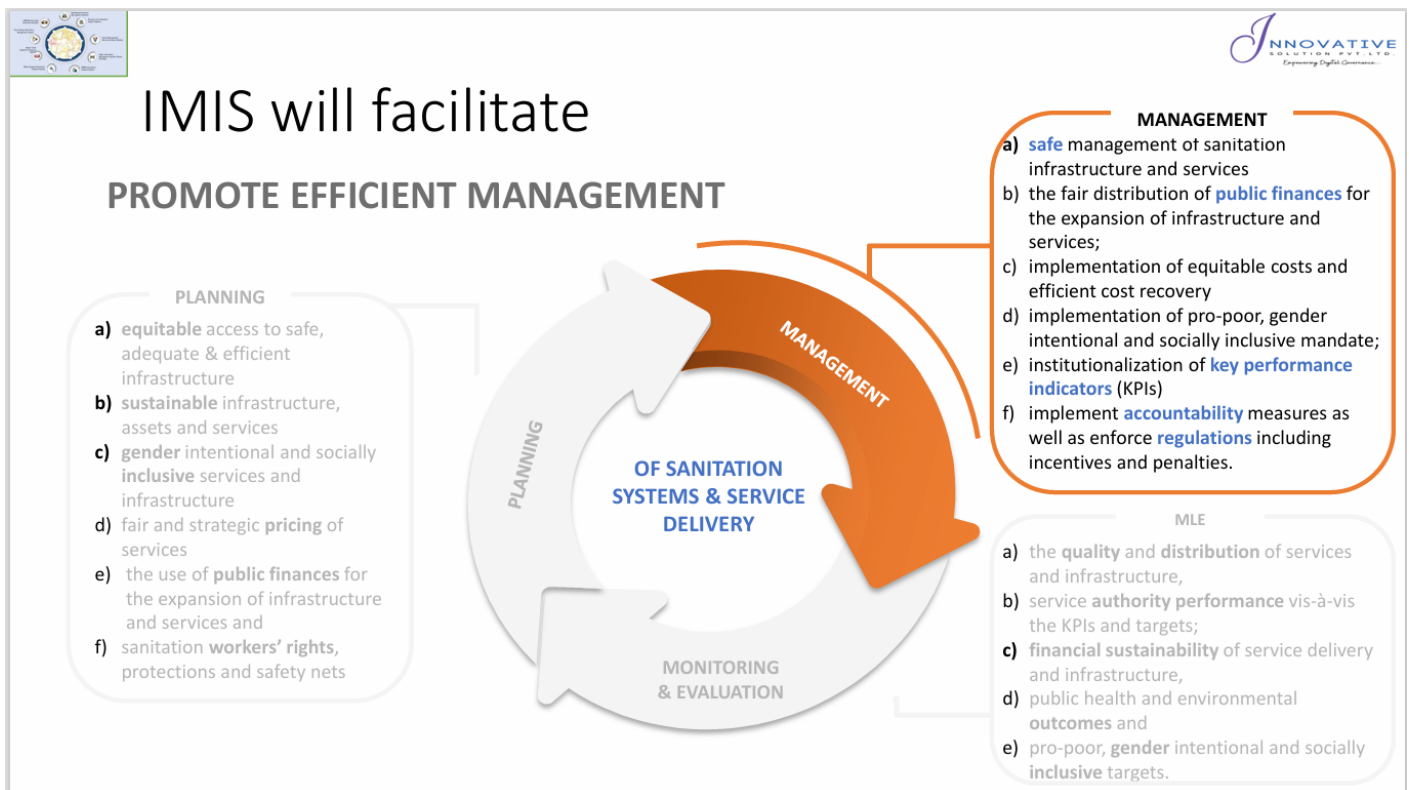 INNOVATIVE
SOLUTION PVT.LTD.
Empowering Digital Governance...
IMIS will facilitate
PROMOTE EFFICIENT MANAGEMENT
MANAGEMENT
a) safe management of sanitation
infrastructure and services
b) the fair distribution of public finances for
the expansion of infrastructure and
services;
c) implementation of equitable costs and
efficient cost recovery
d) implementation of pro-poor, gender
intentional and socially inclusive mandate;
e) institutionalization of key performance
indicators (KPIs)
f) implement accountability measures as
well as enforce regulations including
incentives and penalties.
PLANNING
a) equitable access to safe,
adequate & efficient
infrastructure
b) sustainable infrastructure,
assets and services
c) gender intentional and socially
inclusive services and
infrastructure
d) fair and strategic pricing of
services
e) the use of public finances for
the expansion of infrastructure
and services and
f) sanitation workers’ rights,
protections and safety nets
MANAGEMENT
PLANNING
OF SANITATION
SYSTEMS & SERVICE
DELIVERY
MONITORING
& EVALUATION
MLE
a) the quality and distribution of services
and infrastructure,
b) service authority performance vis-à-vis
the KPIs and targets;
c) financial sustainability of service delivery
and infrastructure,
d) public health and environmental
outcomes and
e) pro-poor, gender intentional and socially
inclusive targets.